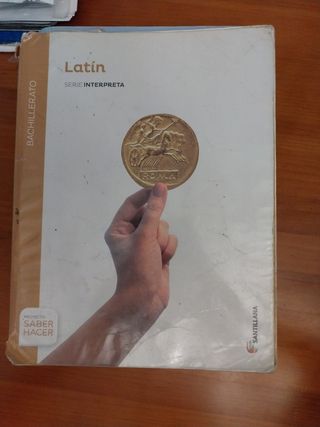 BACHILLERATO
Latín
SERIE INTERPRETA
ROMA
PROYECTO
SABER
HACER
SANTILLANA